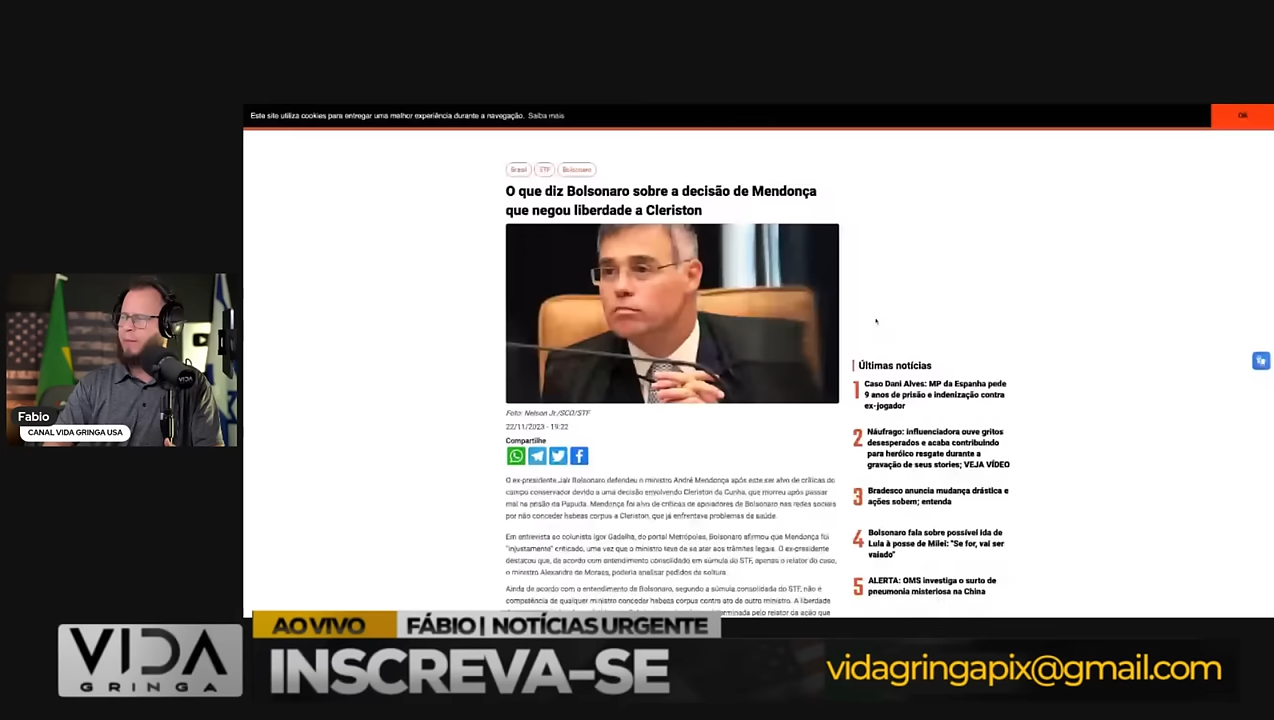 Este site utiliza cookies para entregar uma melhor experiência durante a navegação. Saiba mais
OK
Brasil STF Bolsonaro
O que diz Bolsonaro sobre a decisão de Mendonça
que negou liberdade a Cleriston
Foto: Nelson Jr./SCO/STF
22/11/2023 - 19:22
Compartilhe
O ex-presidente Jair Bolsonaro defendeu o ministro André Mendonça após este ser alvo de críticas do
campo conservador devido a uma decisão envolvendo Cleriston da Cunha, que morreu após passar
mal na prisão da Papuda. Mendonça foi alvo de críticas de apoiadores de Bolsonaro nas redes sociais
por não conceder habeas corpus a Cleriston, que já enfrentava problemas de saúde.
Em entrevista ao colunista Igor Gadelha, do portal Metrópoles, Bolsonaro afirmou que Mendonça foi
"injustamente" criticado, uma vez que o ministro teve de se ater aos trâmites legais. O ex-presidente
destacou que, de acordo com entendimento consolidado em súmula do STF, apenas o relator do caso,
o ministro Alexandre de Moraes, poderia analisar pedidos de soltura.
Ainda de acordo com o entendimento de Bolsonaro, segundo a súmula consolidada do STF, não é
competência de qualquer ministro conceder habeas corpus contra ato de outro ministro. A liberdade
pelo relator da ação que
Últimas notícias
1 Caso Dani Alves: MP da Espanha pede
9 anos de prisão e indenização contra
ex-jogador
2 Náufrago: influenciadora ouve gritos
desesperados e acaba contribuindo
para heróico resgate durante a
gravação de seus stories; VEJA VÍDEO
3 Bradesco anuncia mudança drástica e
ações sobem; entenda
4 Bolsonaro fala sobre possível ida de
Lula à posse de Milei: "Se for, vai ser
vaiado"
5 ALERTA: OMS investiga o surto de
pneumonia misteriosa na China
Fabio
CANAL VIDA GRINGA USA
VIDA
GRINGA
AO VIVO
FÁBIO | NOTÍCIAS URGENTE
INSCREVA-SE
vidagringapix@gmail.com